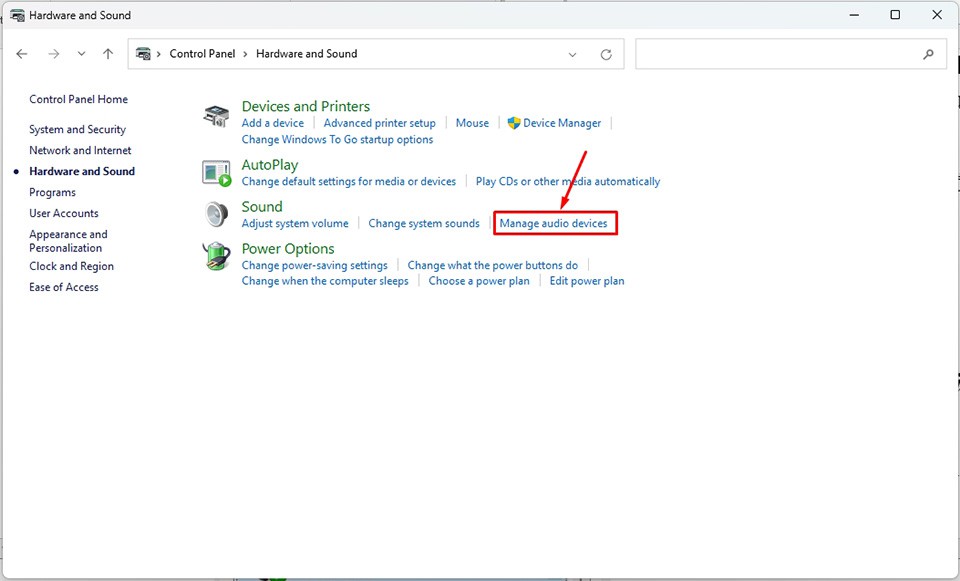 Hardware and Sound
Control Panel > Hardware and Sound
Control Panel Home
System and Security
Network and Internet
Hardware and Sound
Programs
User Accounts
Appearance and
Personalization
Clock and Region
Ease of Access
Devices and Printers
Add a device | Advanced printer setup | Mouse | Device Manager |
Change Windows To Go startup options
AutoPlay
Change default settings for media or devices | Play CDs or other media automatically
Sound
Adjust system volume | Change system sounds | Manage audio devices
Power Options
Change power-saving settings | Change what the power buttons do |
Change when the computer sleeps | Choose a power plan | Edit power plan